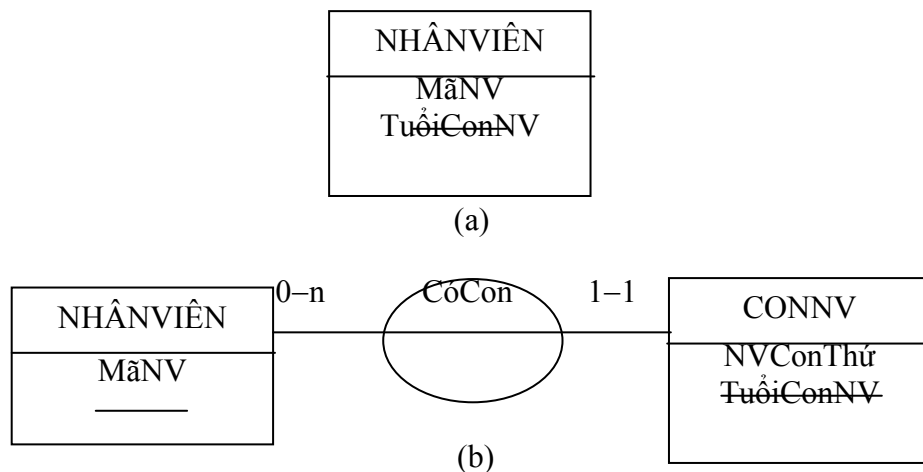 NHÂNVIÊN
MãNV
TuổiConNV
(a)
0–n CóCon 1–1
NHÂNVIÊN
MãNV
CONNV
NVConThứ
TuổiConNV
(b)